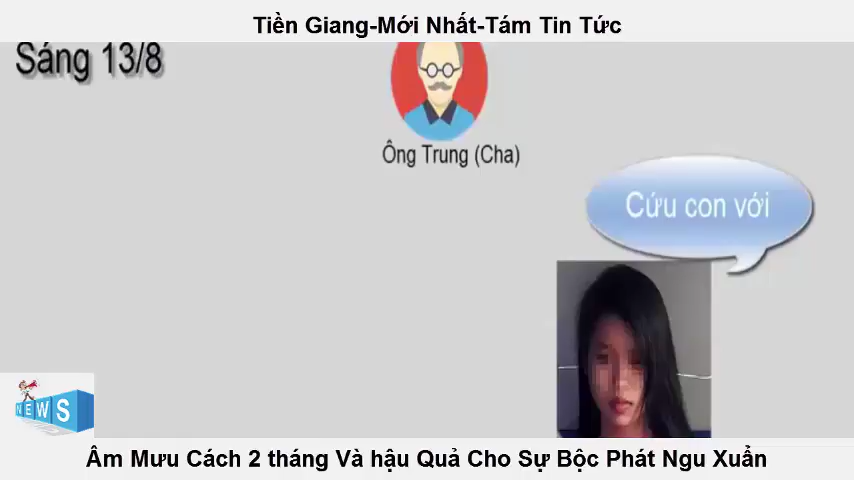 Tiền Giang-Mới Nhất-Tám Tin Tức
Sáng 13/8
Ông Trung (Cha)
Cứu con với
NEWS
Âm Mưu Cách 2 tháng Và hậu Quả Cho Sự Bộc Phát Ngu Xuẩn